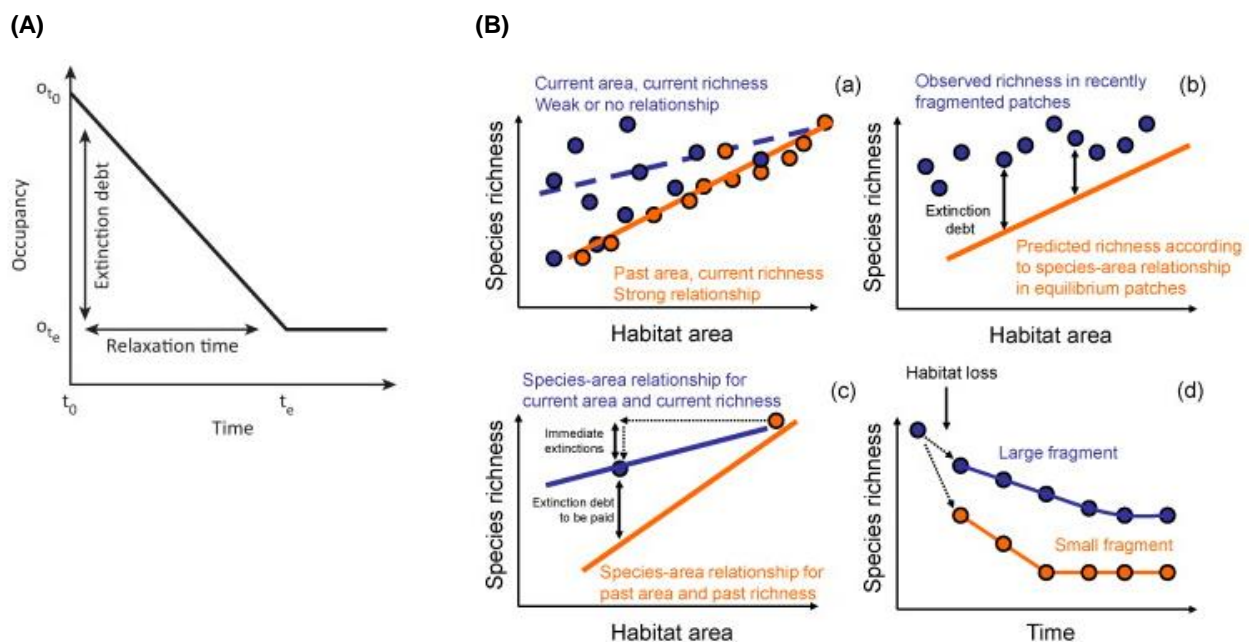 (A)
(B)
o_{t_0}
Occupancy
Extinction debt
Relaxation time
o_{t_e}
t_0
t_e
Time
(a)
Current area, current richness
Weak or no relationship
Species richness
Past area, current richness
Strong relationship
Habitat area
(b)
Observed richness in recently
fragmented patches
Species richness
Extinction
debt
Predicted richness according
to species-area relationship
in equilibrium patches
Habitat area
(c)
Species-area relationship for
current area and current richness
Immediate
extinctions
Species richness
Extinction debt
to be paid
Species-area relationship for
past area and past richness
Habitat area
(d)
Habitat loss
Large fragment
Species richness
Small fragment
Time